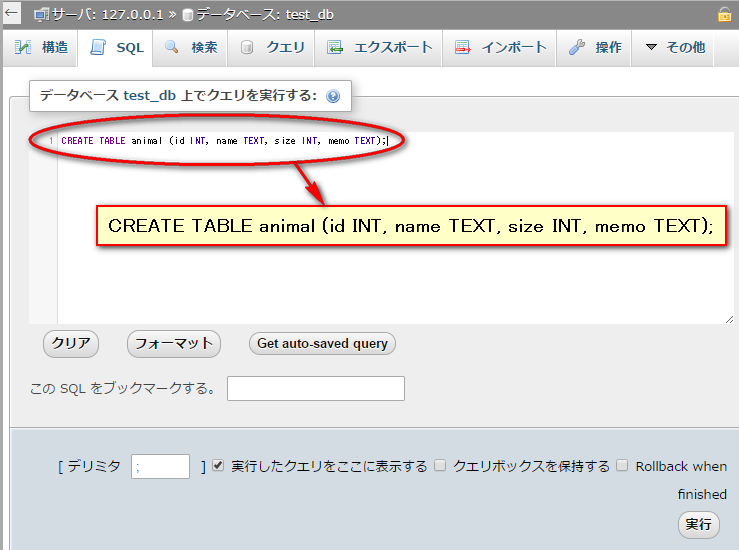 サーバ: 127.0.0.1 » データベース: test_db
構造 SQL 検索 クエリ エクスポート インポート 操作 その他
データベース test_db 上でクエリを実行する:
1 CREATE TABLE animal (id INT, name TEXT, size INT, memo TEXT);
CREATE TABLE animal (id INT, name TEXT, size INT, memo TEXT);
クリア フォーマット Get auto-saved query
この SQL をブックマークする。
[ デリミタ ; ] 実行したクエリをここに表示する クエリボックスを保持する Rollback when
finished
実行